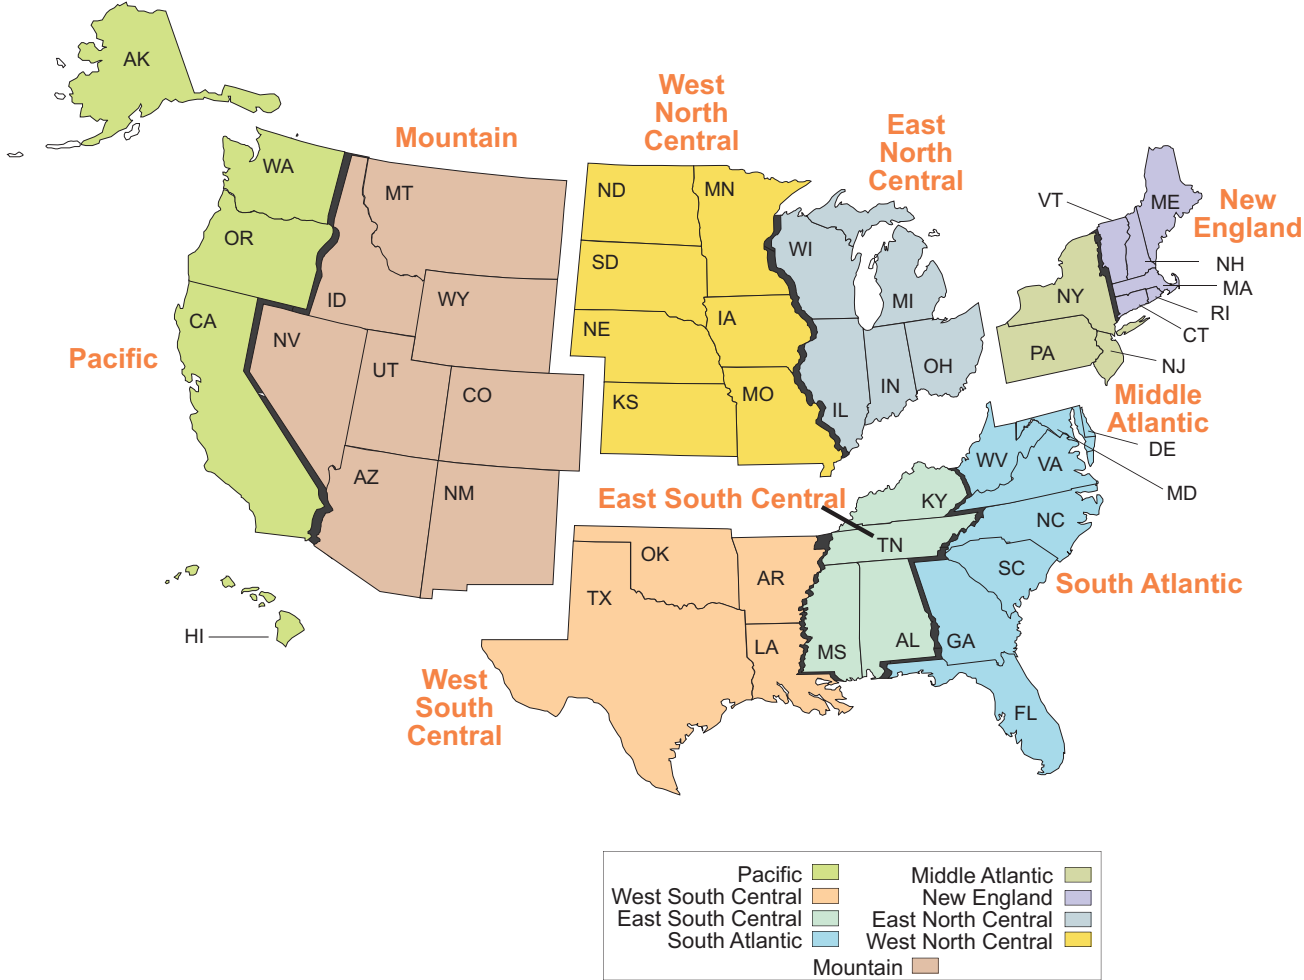 AK
West
North
Central
Mountain
East
North
Central
WA
MT
ND
MN
VT
ME
New
England
OR
WI
SD
NH
MA
ID
WY
MI
NY
RI
CA
IA
NE
CT
NV
PA
NJ
Pacific
UT
OH
IN
CO
KS
MO
IL
Middle
Atlantic
DE
WV
VA
AZ
NM
MD
East South Central
KY
NC
TN
OK
AR
SC
South Atlantic
TX
HI
LA
MS
AL
GA
West
South
Central
FL
Pacific
Middle Atlantic
West South Central
New England
East South Central
East North Central
South Atlantic
West North Central
Mountain